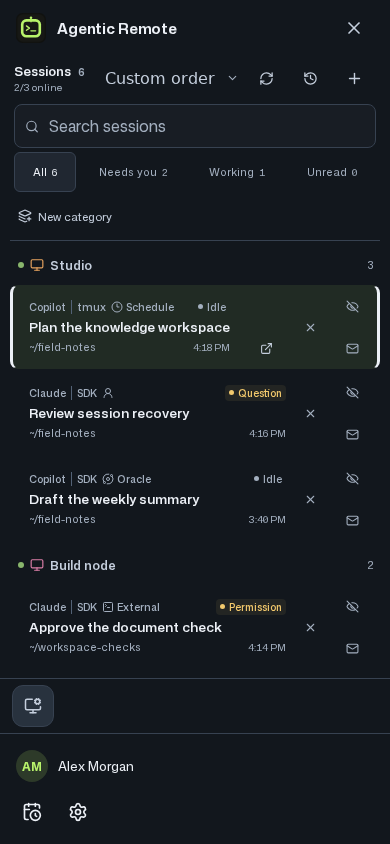 Agentic Remote
Sessions 6
2/3 online
Custom order
Search sessions
All 6
Needs you 2
Working 1
Unread 0
New category
Studio 3
Copilot | tmux Schedule Idle
Plan the knowledge workspace
~/field-notes 4:18 PM
Claude | SDK Question
Review session recovery
~/field-notes 4:16 PM
Copilot | SDK Oracle Idle
Draft the weekly summary
~/field-notes 3:40 PM
Build node 2
Claude | SDK External Permission
Approve the document check
~/workspace-checks 4:14 PM
AM Alex Morgan